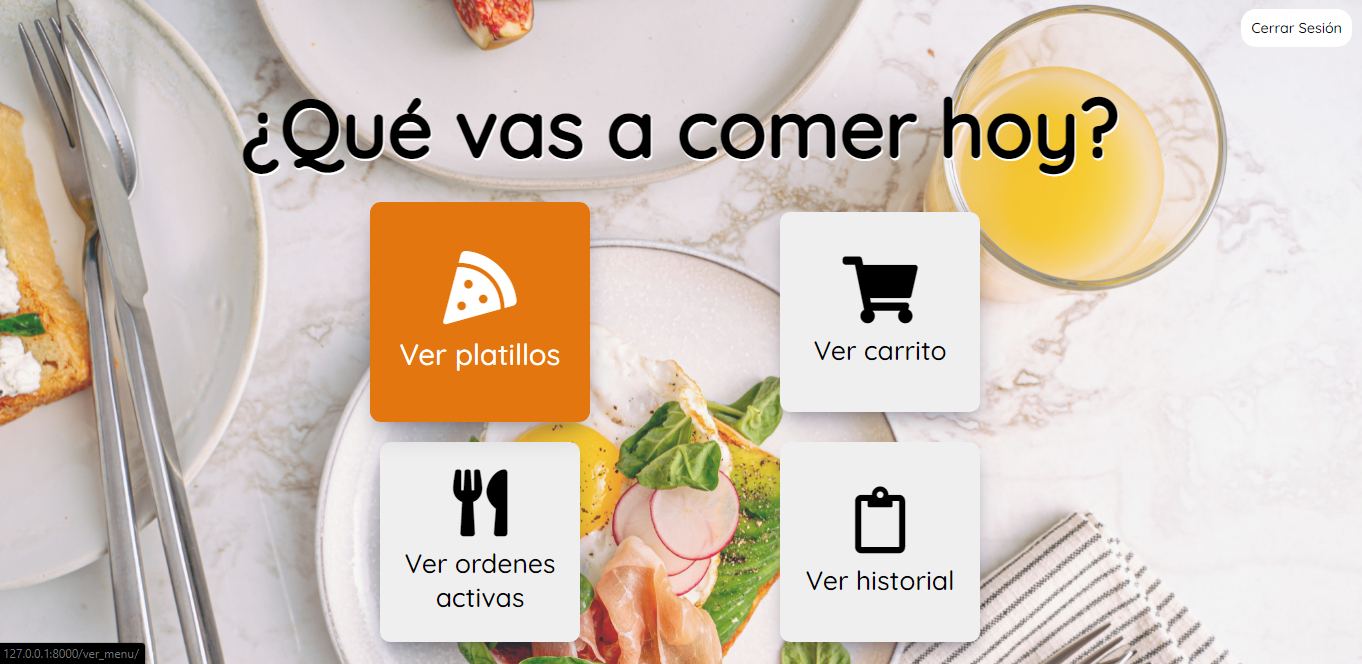 Cerrar Sesión
¿Qué vas a comer hoy?
Ver platillos
Ver carrito
Ver ordenes
activas
Ver historial
127.0.0.1:8000/ver_menu/